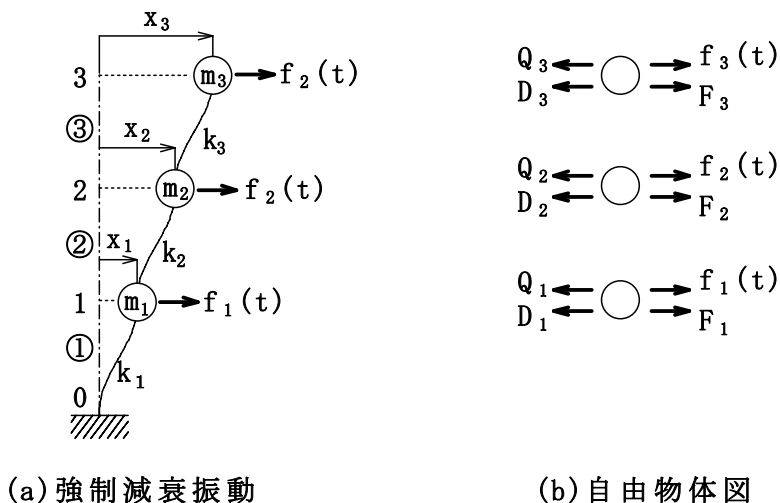 x₃
3 m₃ f₂(t)
③ x₂ k₃
2 m₂ f₂(t)
② x₁ k₂
1 m₁ f₁(t)
① k₁
0
(a)強制減衰振動
Q₃ f₃(t)
D₃ F₃
Q₂ f₂(t)
D₂ F₂
Q₁ f₁(t)
D₁ F₁
(b)自由物体図